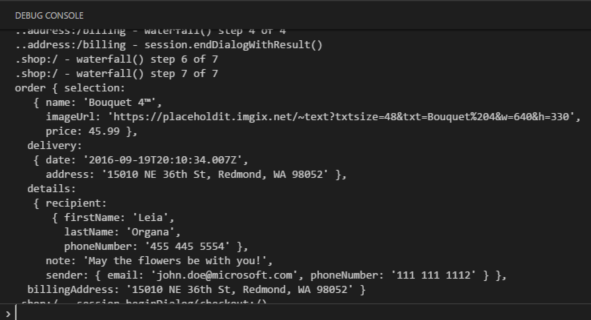 DEBUG CONSOLE
..address:/billing - waterfall() step 4 of 4
..address:/billing - session.endDialogWithResult()
.shop:/ - waterfall() step 6 of 7
.shop:/ - waterfall() step 7 of 7
order { selection:
{ name: 'Bouquet 4™',
imageUrl: 'https://placeholdit.imgix.net/~text?txtsize=48&txt=Bouquet%204&w=640&h=330',
price: 45.99 },
delivery:
{ date: '2016-09-19T20:10:34.007Z',
address: '15010 NE 36th St, Redmond, WA 98052' },
details:
{ recipient:
{ firstName: 'Leia',
lastName: 'Organa',
phoneNumber: '455 445 5554' },
note: 'May the flowers be with you!',
sender: { email: 'john.doe@microsoft.com', phoneNumber: '111 111 1112' } },
billingAddress: '15010 NE 36th St, Redmond, WA 98052' }
.shop:/ - session.beginDialog(checkout:/)
>